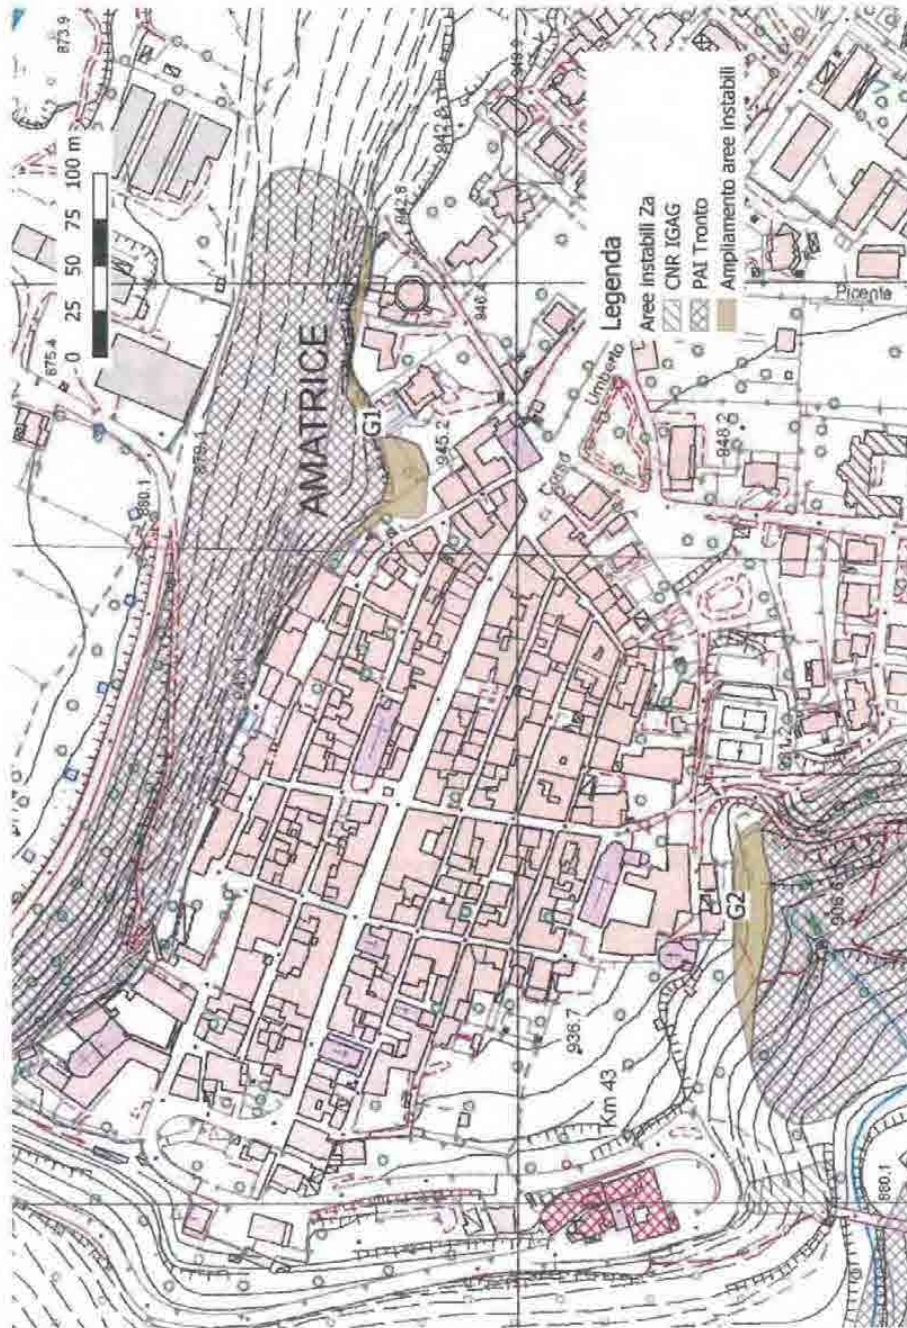 AMATRICE
G1
G2
Km 43
Corso
Umberto
Picente
873.9
875.4
880.1
879.1
842.8
946.4
945.2
948.2
936.7
880.1
0 25 50 75 100 m
Legenda
Aree instabili Za
CNR IGAG
PAI Tronto
Ampliamento aree instabili